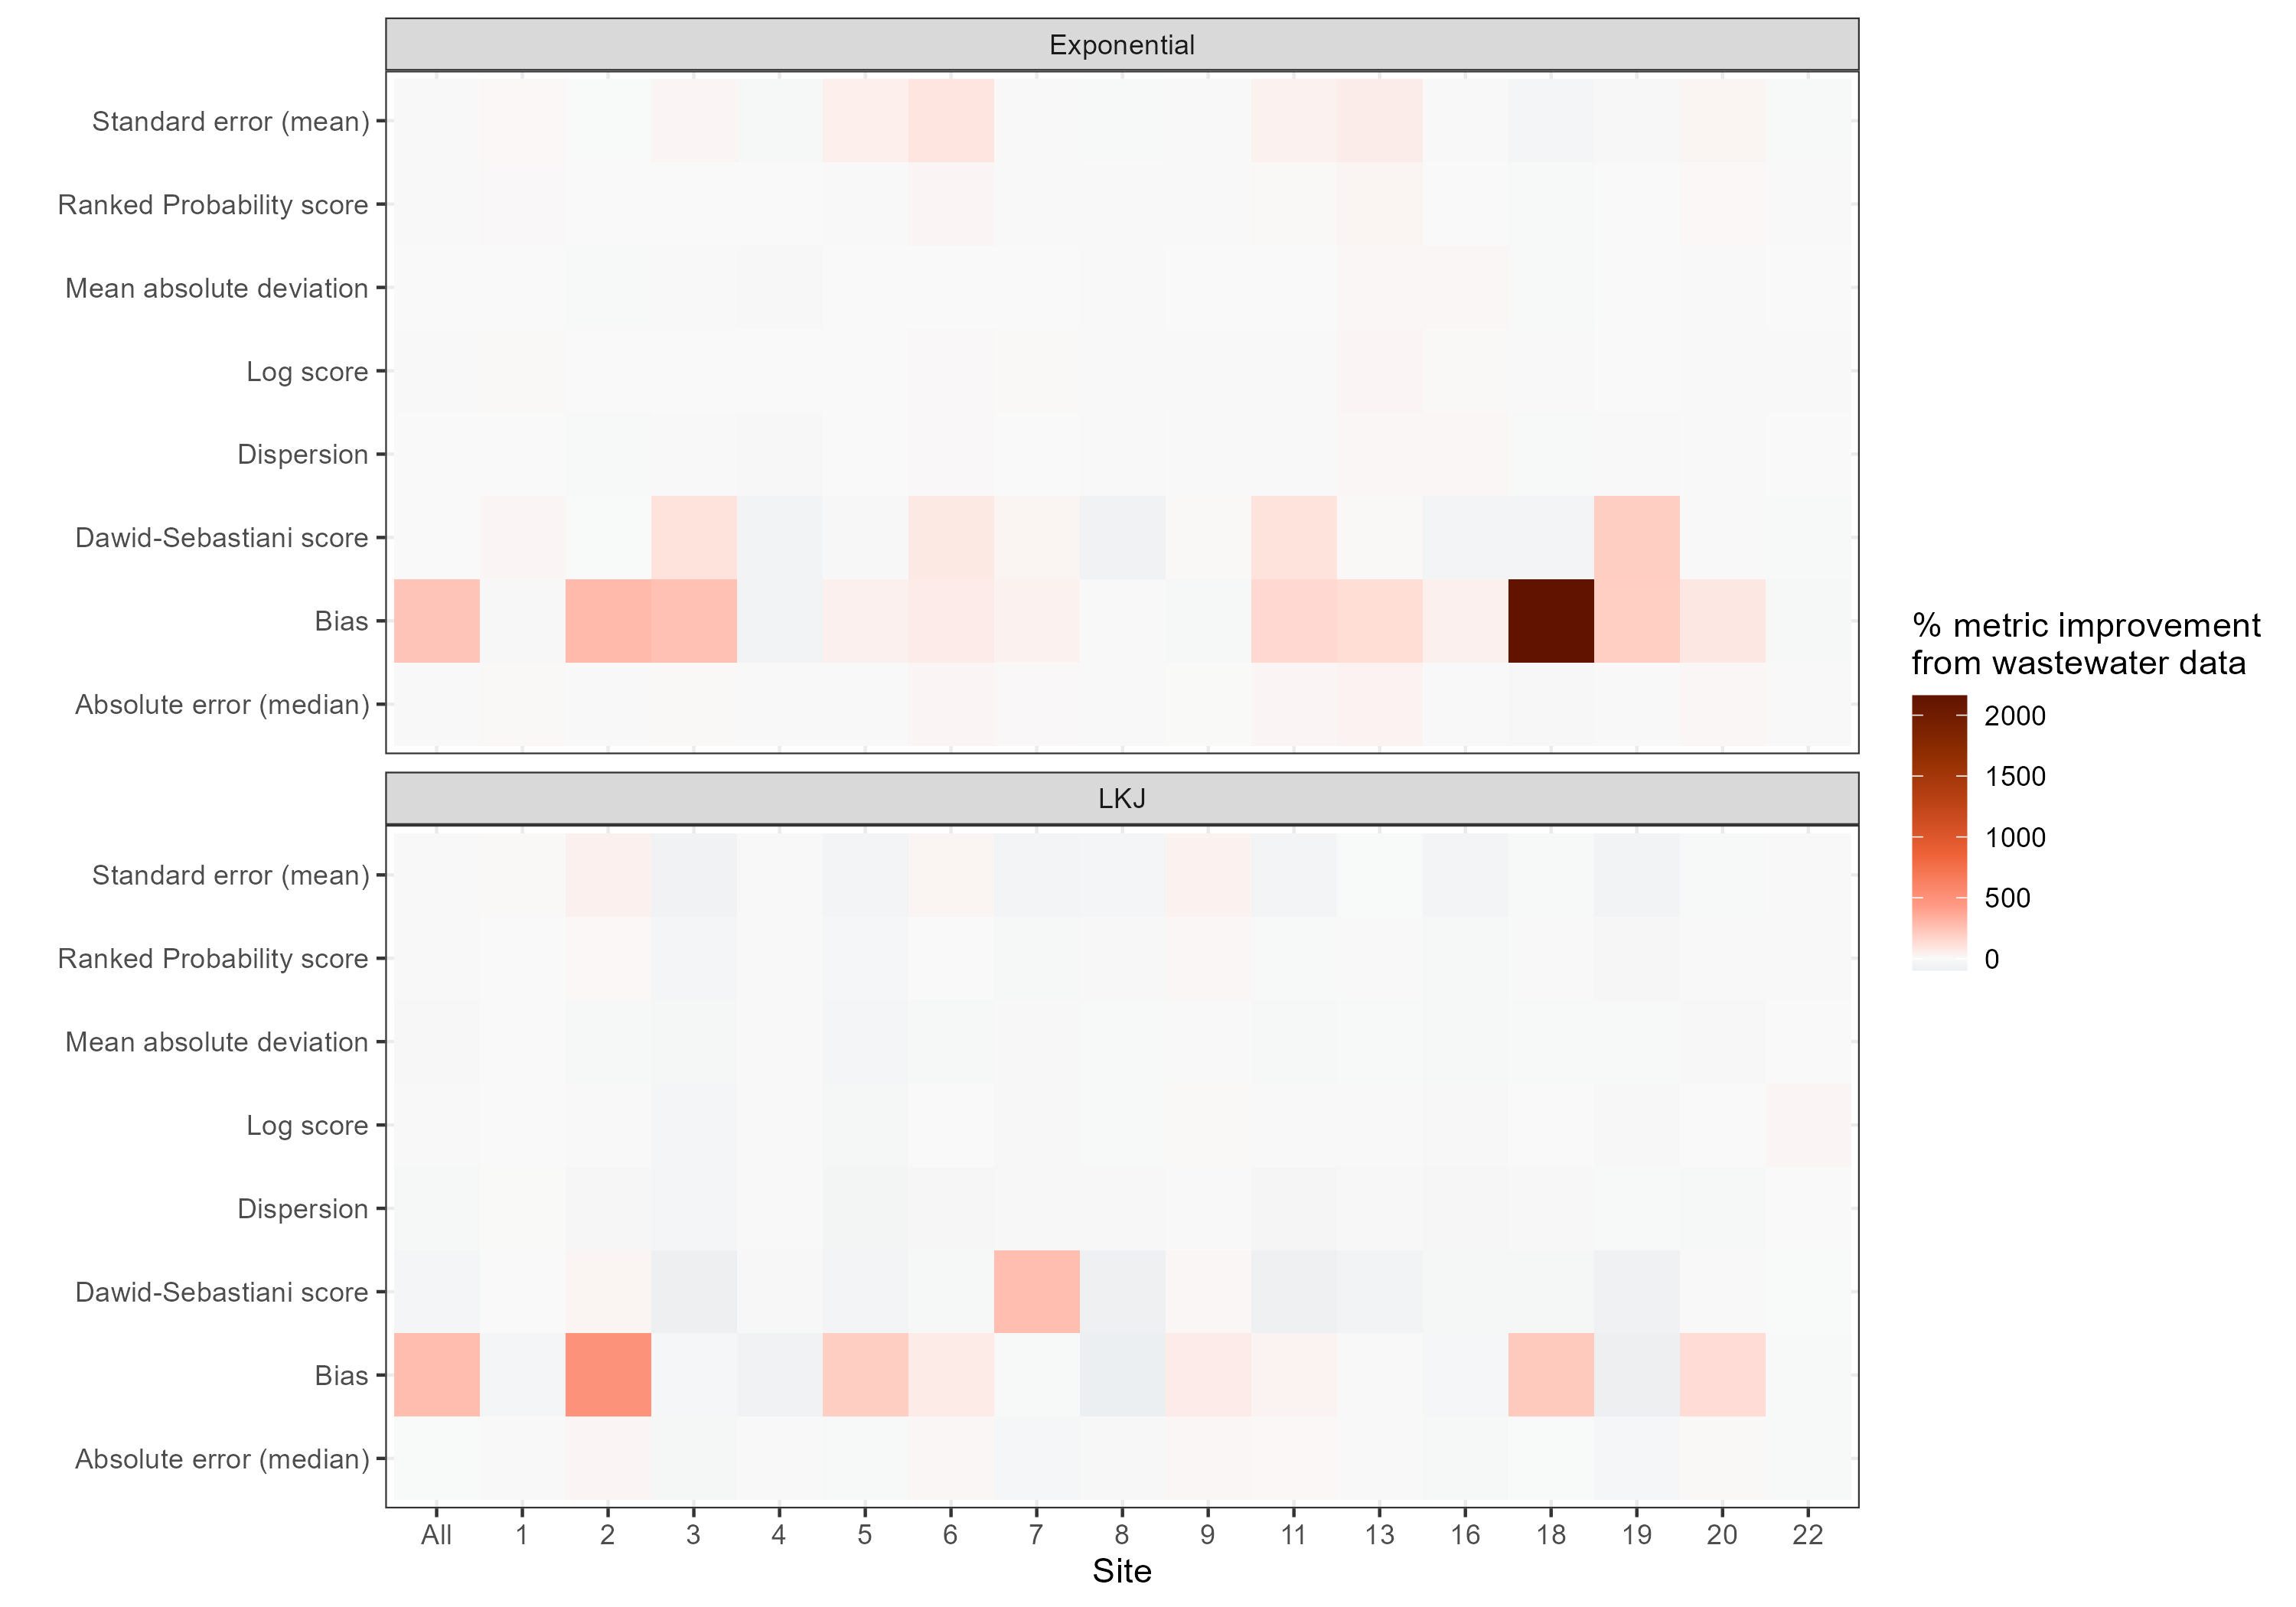 Exponential
Standard error (mean)
Ranked Probability score
Mean absolute deviation
Log score
Dispersion
Dawid-Sebastiani score
Bias
Absolute error (median)
% metric improvement
from wastewater data
2000
1500
1000
500
0
LKJ
Standard error (mean)
Ranked Probability score
Mean absolute deviation
Log score
Dispersion
Dawid-Sebastiani score
Bias
Absolute error (median)
All 1 2 3 4 5 6 7 8 9 11 13 16 18 19 20 22
Site